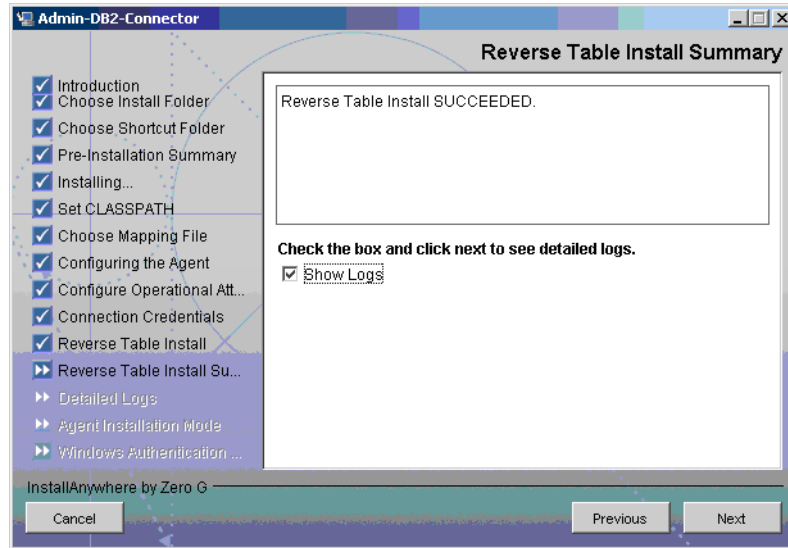 Admin-DB2-Connector
Reverse Table Install Summary
Introduction
Choose Install Folder
Choose Shortcut Folder
Pre-Installation Summary
Installing...
Set CLASSPATH
Choose Mapping File
Configuring the Agent
Configure Operational Att...
Connection Credentials
Reverse Table Install
Reverse Table Install Su...
Detailed Logs
Agent Installation Mode
Windows Authentication ...
Reverse Table Install SUCCEEDED.
Check the box and click next to see detailed logs.
Show Logs
InstallAnywhere by Zero G
Cancel
Previous
Next